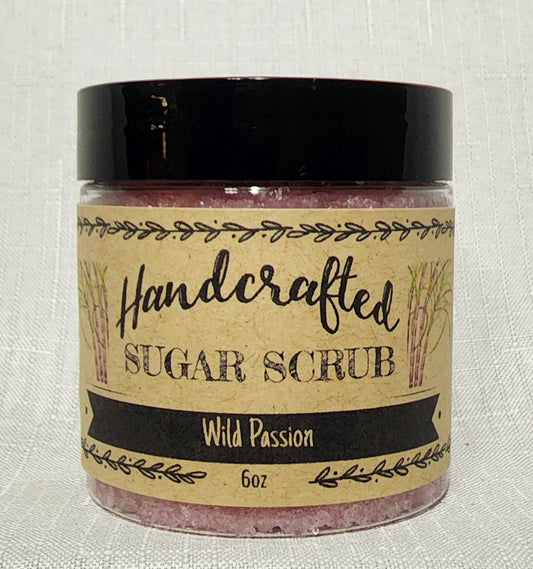 Handcrafted
SUGAR SCRUB
Wild Passion
6oz